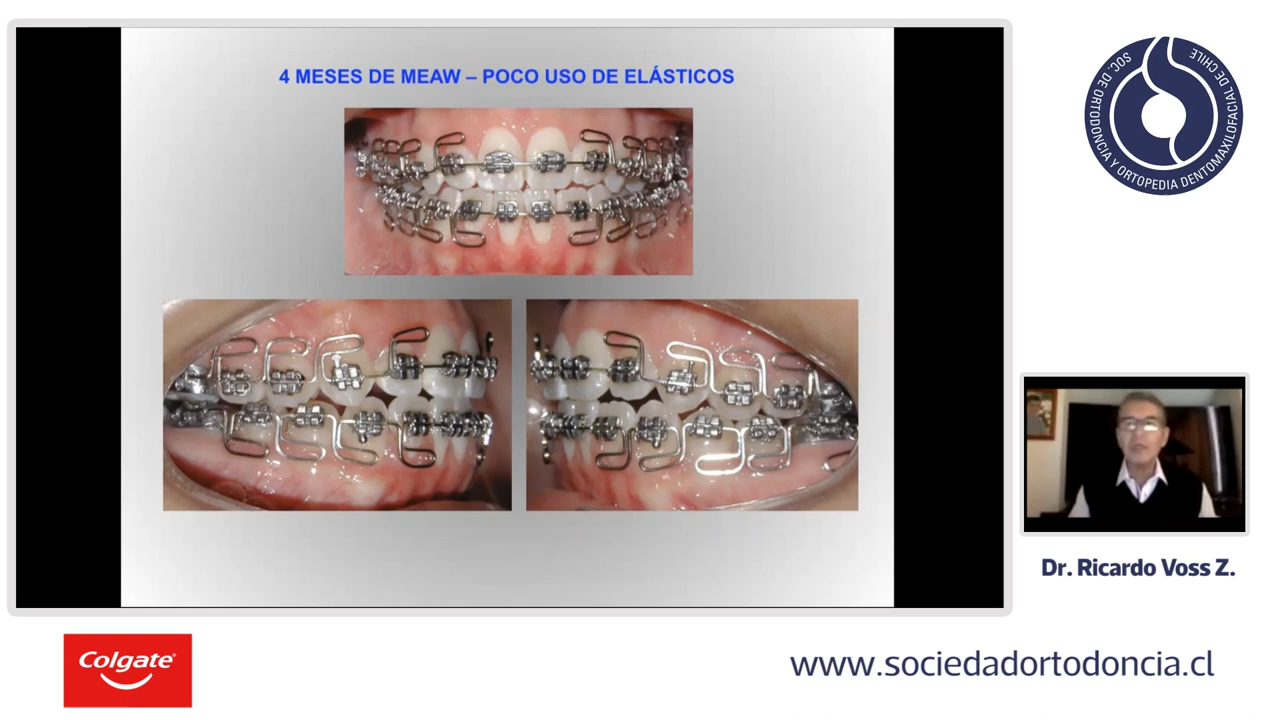 4 MESES DE MEAW – POCO USO DE ELÁSTICOS
SOC. DE ORTODONCIA Y ORTOPEDIA DENTOMAXILOFACIAL DE CHILE
Dr. Ricardo Voss Z.
Colgate®
www.sociedadortodoncia.cl